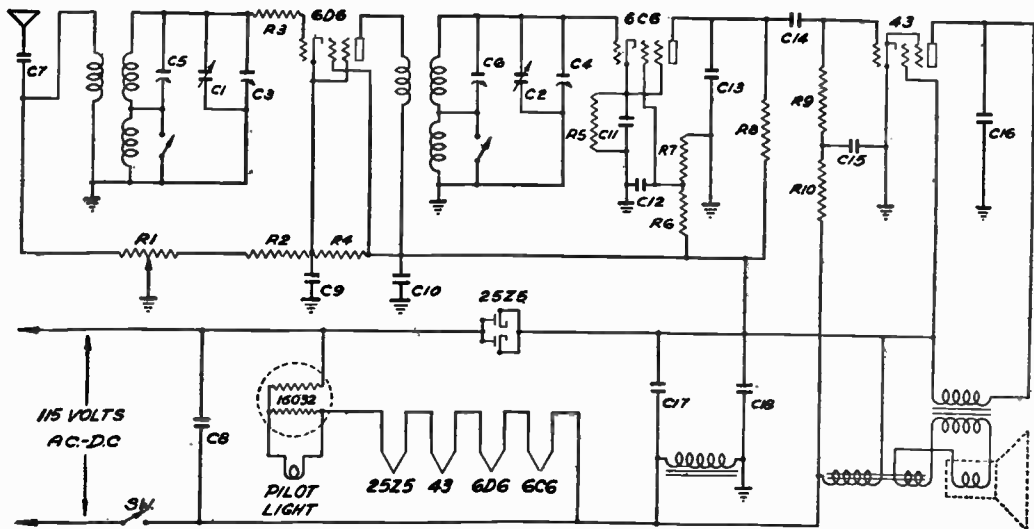 6D6
6C6
43
R3
C14
C7
C5
C1
C3
C6
C2
C4
C13
R8
R9
C16
R5
C11
R7
C15
C12
R10
R6
R1
R2
R4
C9
C10
25Z5
115 VOLTS
A.C.-D.C
C8
16032
C17
C18
PILOT
LIGHT
25Z5
43
6D6
6C6
SW.